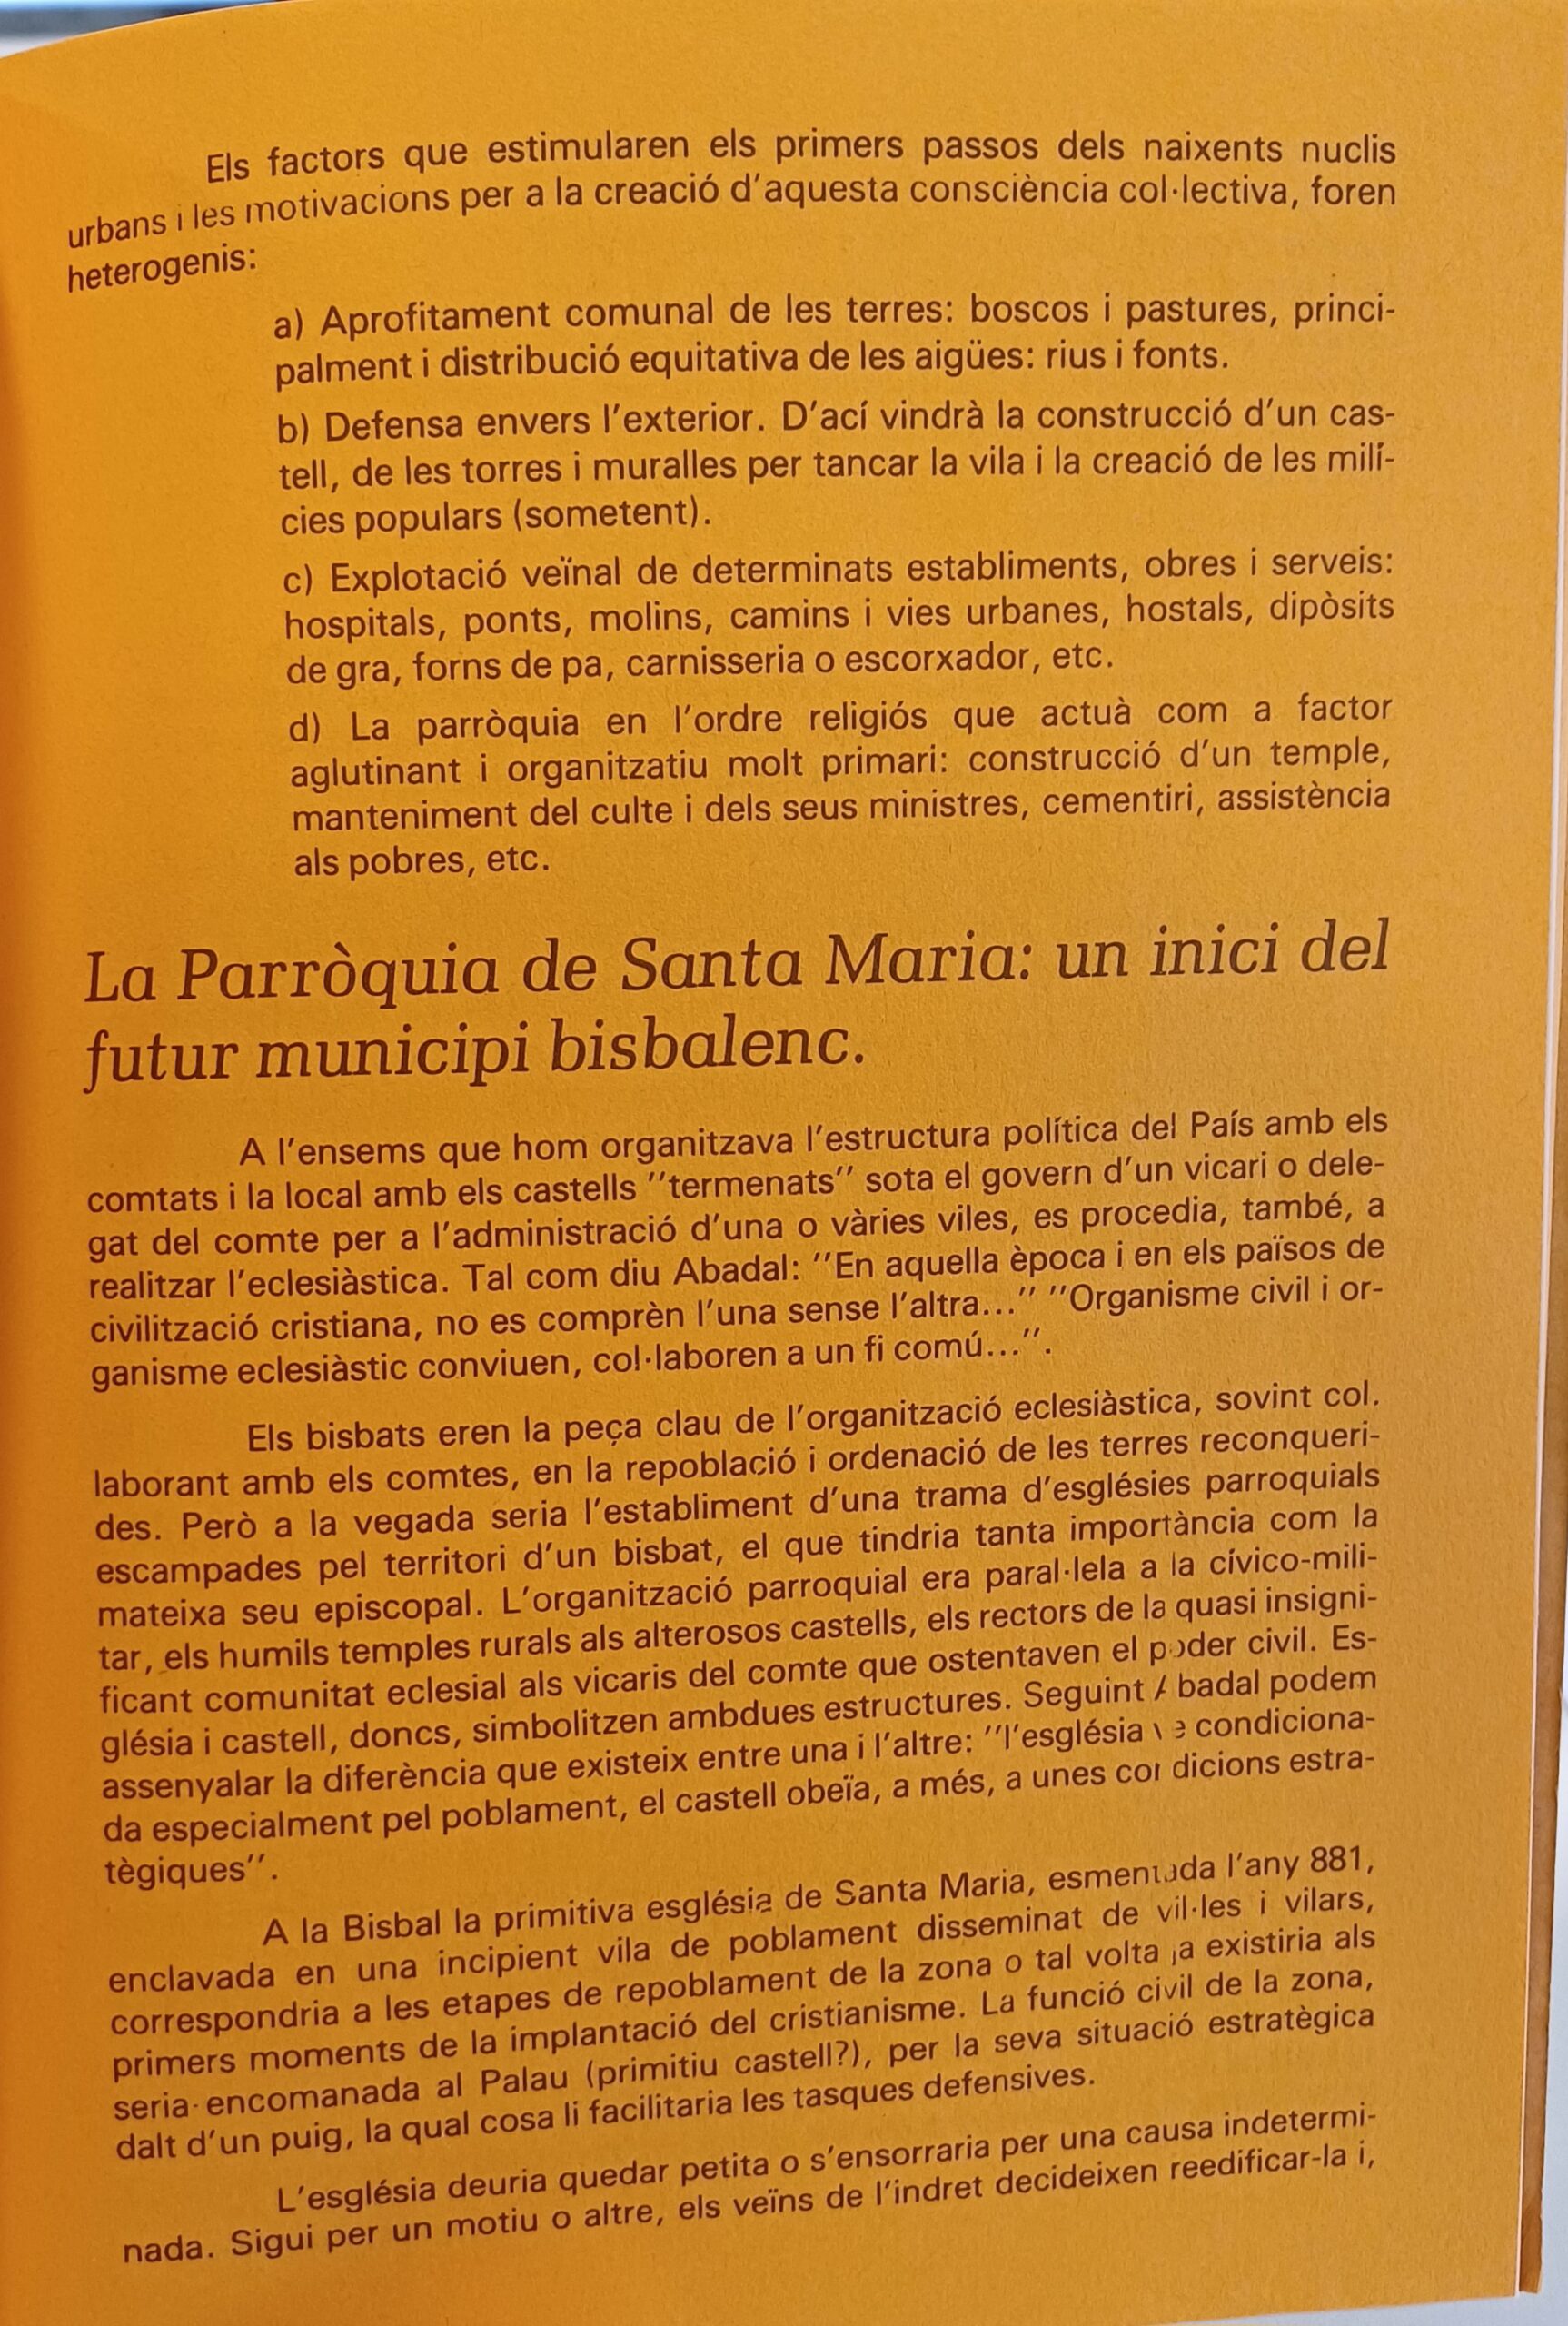 Els factors que estimularen els primers passos dels naixents nuclis
urbans i les motivacions per a la creació d'aquesta consciència col·lectiva, foren
heterogenis:
a) Aprofitament comunal de les terres: boscos i pastures, princi-
palment i distribució equitativa de les aigües: rius i fonts.
b) Defensa envers l'exterior. D'ací vindrà la construcció d'un cas-
tell, de les torres i muralles per tancar la vila i la creació de les milí-
cies populars (sometent).
c) Explotació veïnal de determinats establiments, obres i serveis:
hospitals, ponts, molins, camins i vies urbanes, hostals, dipòsits
de gra, forns de pa, carnisseria o escorxador, etc.
d) La parròquia en l'ordre religiós que actuà com a factor
aglutinant i organitzatiu molt primari: construcció d'un temple,
manteniment del culte i dels seus ministres, cementiri, assistència
als pobres, etc.
La Parròquia de Santa Maria: un inici del
futur municipi bisbalenc.
A l'ensems que hom organitzava l'estructura política del País amb els
comtats i la local amb els castells ''termenats'' sota el govern d'un vicari o dele-
gat del comte per a l'administració d'una o vàries viles, es procedia, també, a
realitzar l'eclesiàstica. Tal com diu Abadal: ''En aquella època i en els països de
civilització cristiana, no es comprèn l'una sense l'altra...'' ''Organisme civil i or-
ganisme eclesiàstic conviuen, col·laboren a un fi comú...''.
Els bisbats eren la peça clau de l'organització eclesiàstica, sovint col.
laborant amb els comtes, en la repoblació i ordenació de les terres reconqueri-
des. Però a la vegada seria l'establiment d'una trama d'esglésies parroquials
escampades pel territori d'un bisbat, el que tindria tanta importància com la
mateixa seu episcopal. L'organització parroquial era paral·lela a la cívico-mili-
tar, els humils temples rurals als alterosos castells, els rectors de la quasi insigni-
ficant comunitat eclesial als vicaris del comte que ostentaven el poder civil. Es-
glésia i castell, doncs, simbolitzen ambdues estructures. Seguint Abadal podem
assenyalar la diferència que existeix entre una i l'altre: ''l'església ve condiciona-
da especialment pel poblament, el castell obeïa, a més, a unes condicions estra-
tègiques''.
A la Bisbal la primitiva església de Santa Maria, esmentada l'any 881,
enclavada en una incipient vila de poblament disseminat de vil·les i vilars,
correspondria a les etapes de repoblament de la zona o tal volta ja existiria als
primers moments de la implantació del cristianisme. La funció civil de la zona,
seria encomanada al Palau (primitiu castell?), per la seva situació estratègica
dalt d'un puig, la qual cosa li facilitaria les tasques defensives.
L'església deuria quedar petita o s'ensorraria per una causa indetermi-
nada. Sigui per un motiu o altre, els veïns de l'indret decideixen reedificar-la i,